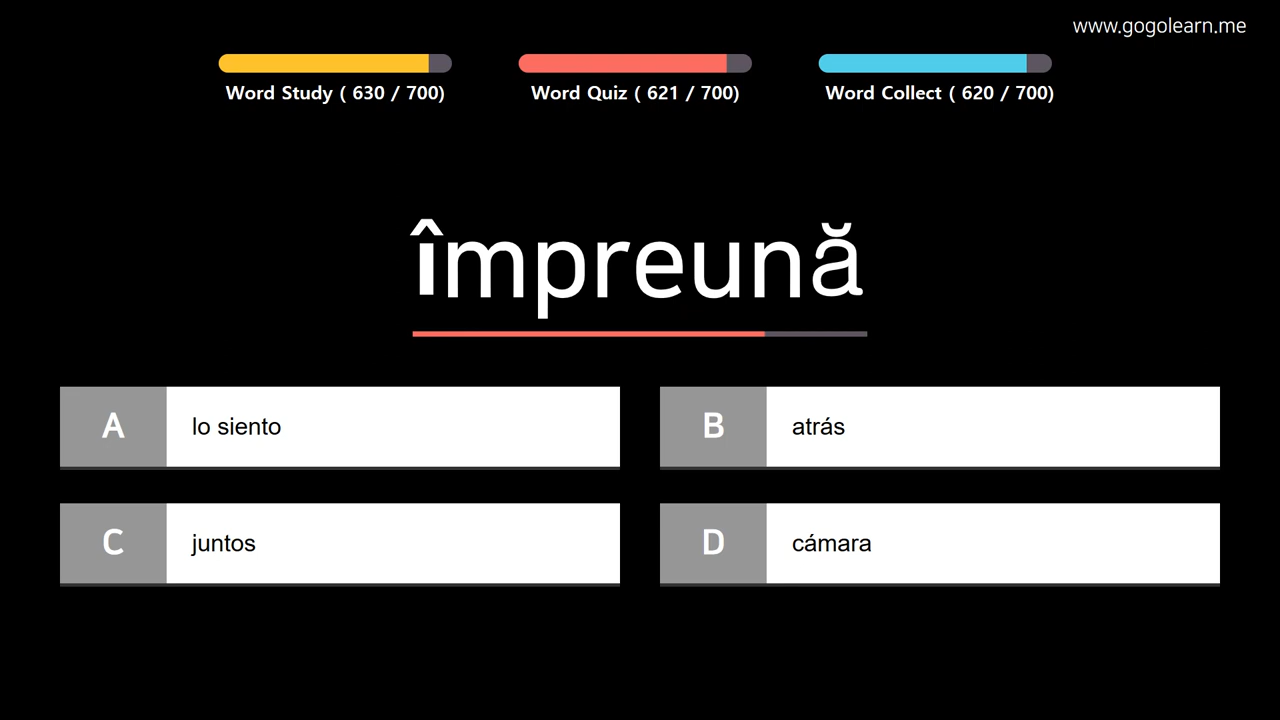 www.gogolearn.me
Word Study ( 630 / 700)
Word Quiz ( 621 / 700)
Word Collect ( 620 / 700)
împreună
A lo siento
B atrás
C juntos
D cámara